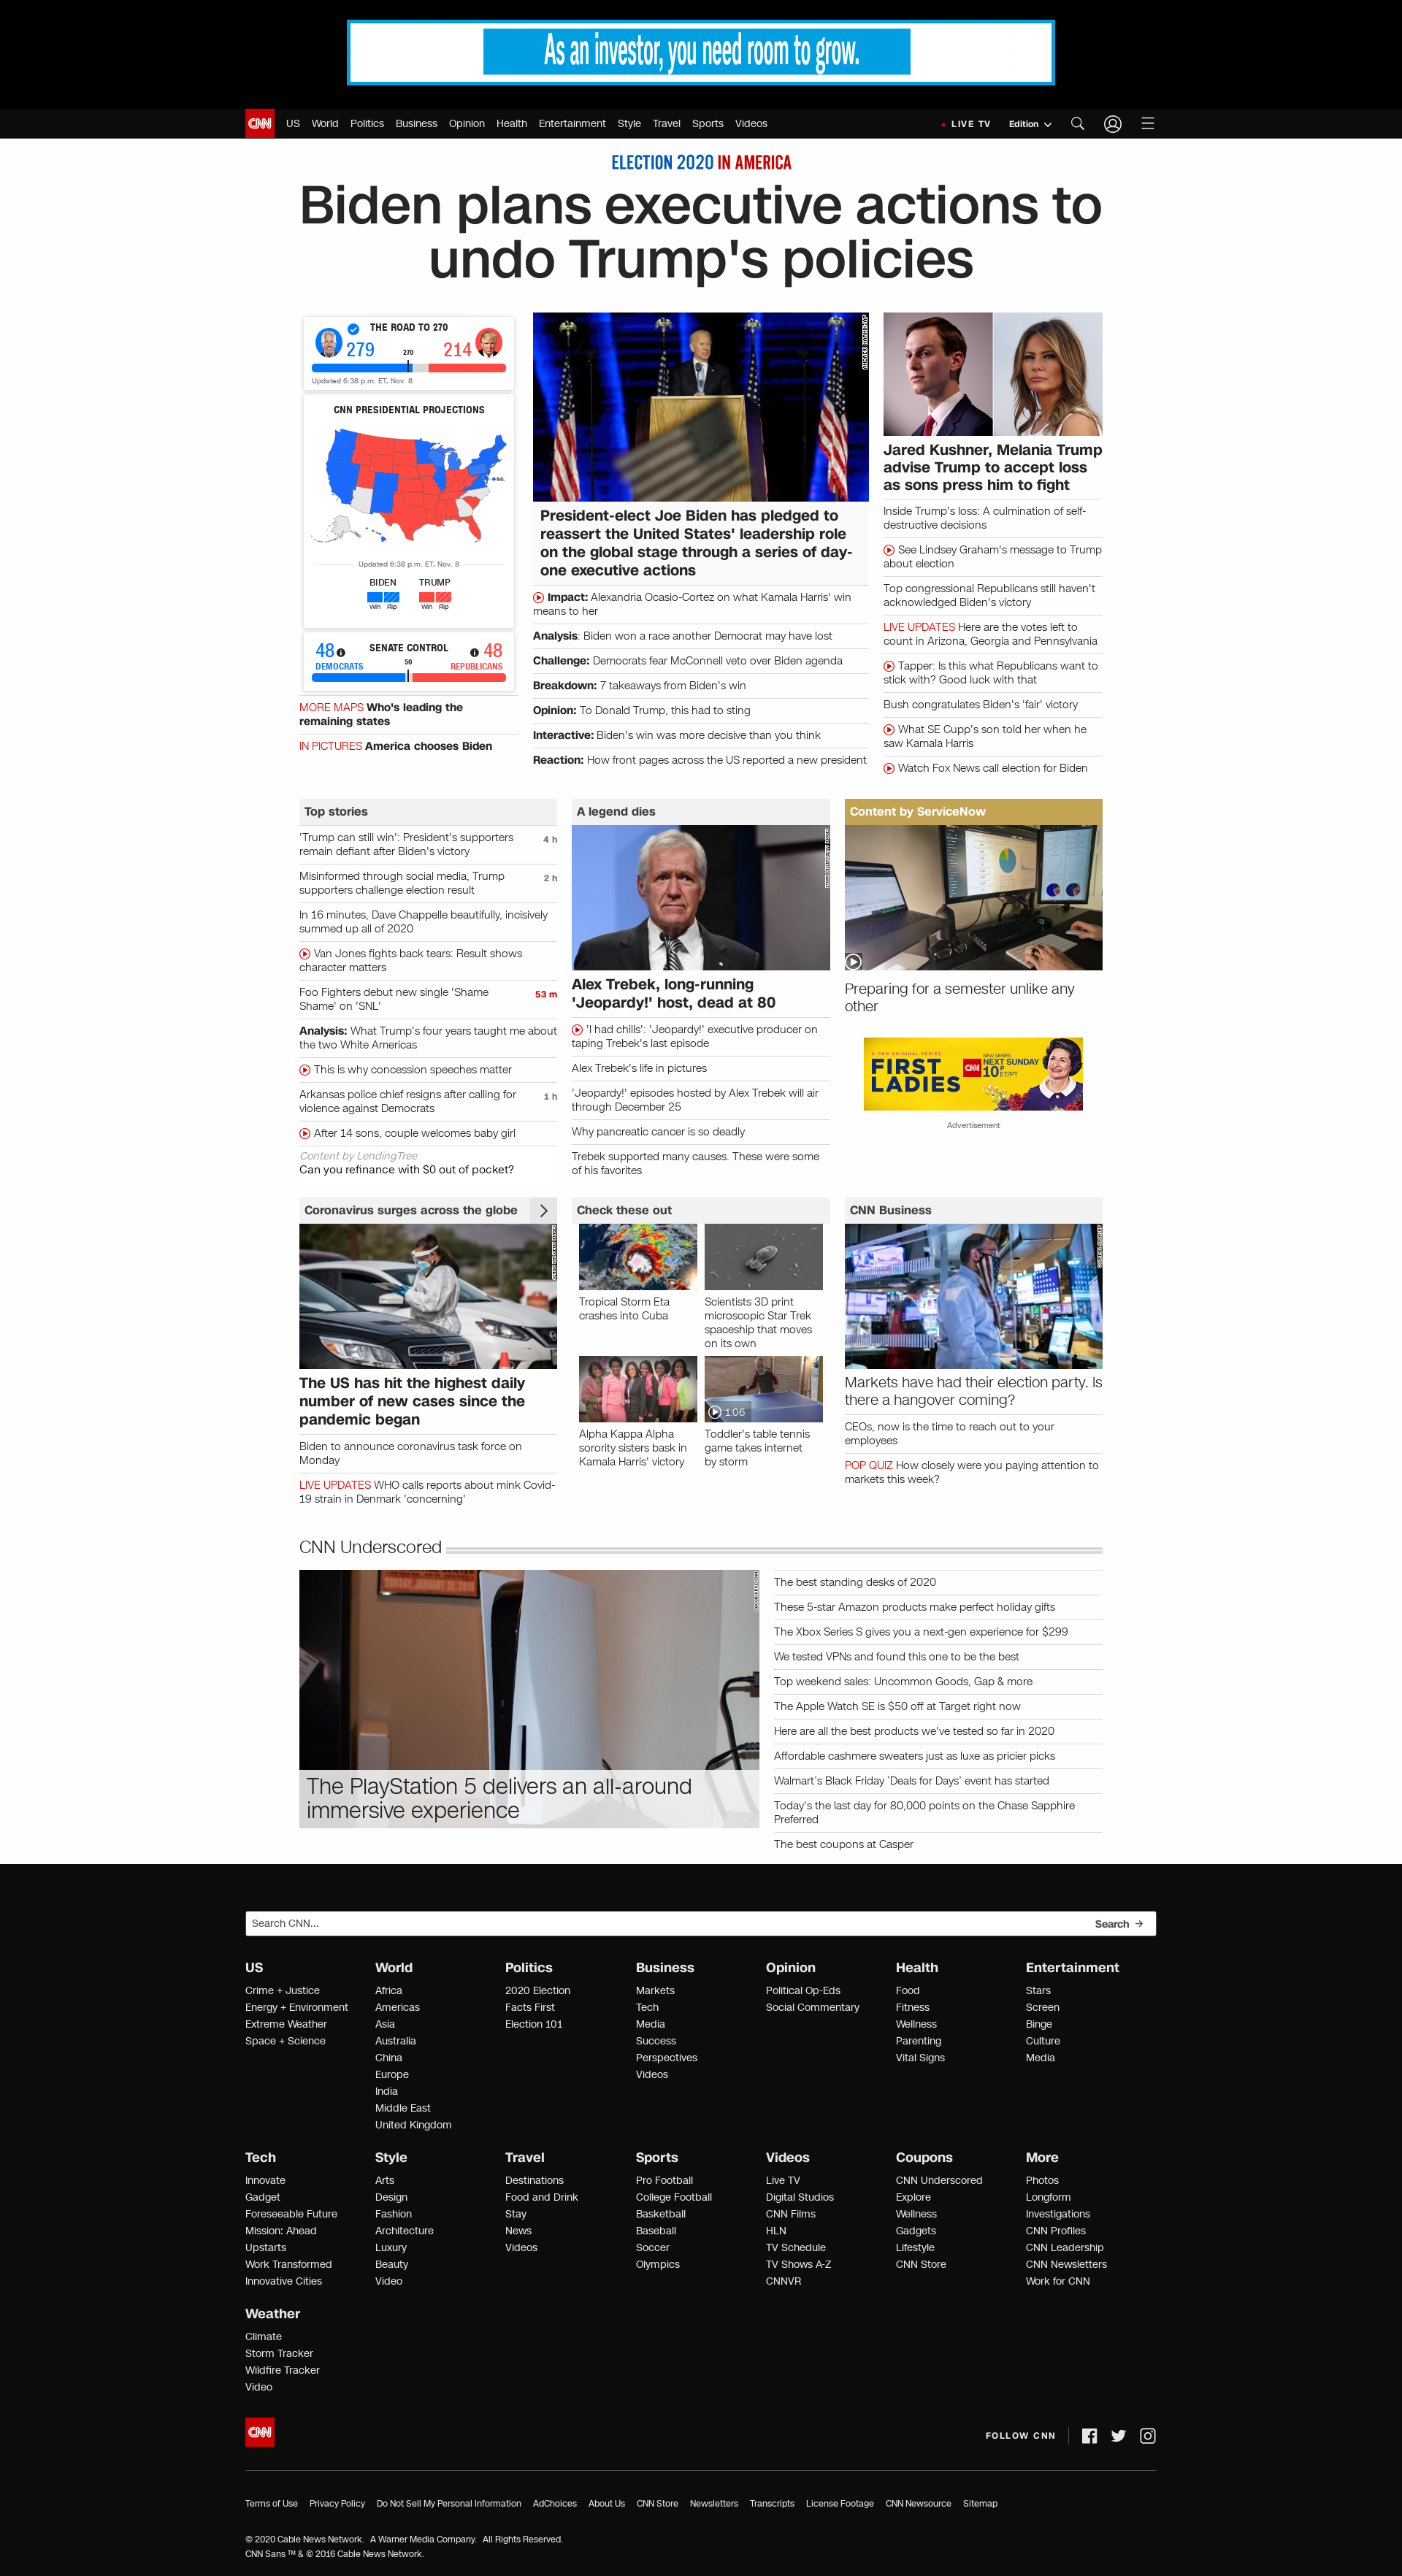 As an investor, you need room to grow.
CNN US World Politics Business Opinion Health Entertainment Style Travel Sports Videos
LIVE TV Edition
ELECTION 2020 IN AMERICA
Biden plans executive actions to
undo Trump's policies
THE ROAD TO 270
279 270 214
Updated 6:38 p.m. ET, Nov. 8
CNN PRESIDENTIAL PROJECTIONS
D.C.
Updated 6:38 p.m. ET, Nov. 8
BIDEN TRUMP
Win Flip Win Flip
48 SENATE CONTROL 48
DEMOCRATS 50 REPUBLICANS
MORE MAPS Who's leading the
remaining states
IN PICTURES America chooses Biden
President-elect Joe Biden has pledged to
reassert the United States' leadership role
on the global stage through a series of day-
one executive actions
Impact: Alexandria Ocasio-Cortez on what Kamala Harris' win
means to her
Analysis: Biden won a race another Democrat may have lost
Challenge: Democrats fear McConnell veto over Biden agenda
Breakdown: 7 takeaways from Biden's win
Opinion: To Donald Trump, this had to sting
Interactive: Biden's win was more decisive than you think
Reaction: How front pages across the US reported a new president
Jared Kushner, Melania Trump
advise Trump to accept loss
as sons press him to fight
Inside Trump's loss: A culmination of self-
destructive decisions
See Lindsey Graham's message to Trump
about election
Top congressional Republicans still haven't
acknowledged Biden's victory
LIVE UPDATES Here are the votes left to
count in Arizona, Georgia and Pennsylvania
Tapper: Is this what Republicans want to
stick with? Good luck with that
Bush congratulates Biden's 'fair' victory
What SE Cupp's son told her when he
saw Kamala Harris
Watch Fox News call election for Biden
Top stories
'Trump can still win': President's supporters
remain defiant after Biden's victory
4 h
Misinformed through social media, Trump
supporters challenge election result
2 h
In 16 minutes, Dave Chappelle beautifully, incisively
summed up all of 2020
Van Jones fights back tears: Result shows
character matters
Foo Fighters debut new single 'Shame
Shame' on 'SNL'
53 m
Analysis: What Trump's four years taught me about
the two White Americas
This is why concession speeches matter
Arkansas police chief resigns after calling for
violence against Democrats
1 h
After 14 sons, couple welcomes baby girl
Content by LendingTree
Can you refinance with $0 out of pocket?
A legend dies
Alex Trebek, long-running
'Jeopardy!' host, dead at 80
'I had chills': 'Jeopardy!' executive producer on
taping Trebek's last episode
Alex Trebek's life in pictures
'Jeopardy!' episodes hosted by Alex Trebek will air
through December 25
Why pancreatic cancer is so deadly
Trebek supported many causes. These were some
of his favorites
Content by ServiceNow
Preparing for a semester unlike any
other
A CNN ORIGINAL SERIES
FIRST
LADIES
CNN
NEW SERIES
NEXT SUNDAY
10P ET/PT
Advertisement
Coronavirus surges across the globe
The US has hit the highest daily
number of new cases since the
pandemic began
Biden to announce coronavirus task force on
Monday
LIVE UPDATES WHO calls reports about mink Covid-
19 strain in Denmark 'concerning'
Check these out
Tropical Storm Eta
crashes into Cuba
Scientists 3D print
microscopic Star Trek
spaceship that moves
on its own
Alpha Kappa Alpha
sorority sisters bask in
Kamala Harris' victory
1:06
Toddler's table tennis
game takes internet
by storm
CNN Business
Markets have had their election party. Is
there a hangover coming?
CEOs, now is the time to reach out to your
employees
POP QUIZ How closely were you paying attention to
markets this week?
CNN Underscored
The PlayStation 5 delivers an all-around
immersive experience
The best standing desks of 2020
These 5-star Amazon products make perfect holiday gifts
The Xbox Series S gives you a next-gen experience for $299
We tested VPNs and found this one to be the best
Top weekend sales: Uncommon Goods, Gap & more
The Apple Watch SE is $50 off at Target right now
Here are all the best products we've tested so far in 2020
Affordable cashmere sweaters just as luxe as pricier picks
Walmart's Black Friday 'Deals for Days' event has started
Today's the last day for 80,000 points on the Chase Sapphire
Preferred
The best coupons at Casper
Search CNN... Search
US
Crime + Justice
Energy + Environment
Extreme Weather
Space + Science
World
Africa
Americas
Asia
Australia
China
Europe
India
Middle East
United Kingdom
Politics
2020 Election
Facts First
Election 101
Business
Markets
Tech
Media
Success
Perspectives
Videos
Opinion
Political Op-Eds
Social Commentary
Health
Food
Fitness
Wellness
Parenting
Vital Signs
Entertainment
Stars
Screen
Binge
Culture
Media
Tech
Innovate
Gadget
Foreseeable Future
Mission: Ahead
Upstarts
Work Transformed
Innovative Cities
Style
Arts
Design
Fashion
Architecture
Luxury
Beauty
Video
Travel
Destinations
Food and Drink
Stay
News
Videos
Sports
Pro Football
College Football
Basketball
Baseball
Soccer
Olympics
Videos
Live TV
Digital Studios
CNN Films
HLN
TV Schedule
TV Shows A-Z
CNNVR
Coupons
CNN Underscored
Explore
Wellness
Gadgets
Lifestyle
CNN Store
More
Photos
Longform
Investigations
CNN Profiles
CNN Leadership
CNN Newsletters
Work for CNN
Weather
Climate
Storm Tracker
Wildfire Tracker
Video
CNN
FOLLOW CNN
Terms of Use Privacy Policy Do Not Sell My Personal Information AdChoices About Us CNN Store Newsletters Transcripts License Footage CNN Newsource Sitemap
© 2020 Cable News Network. A Warner Media Company. All Rights Reserved.
CNN Sans ™ & © 2016 Cable News Network.